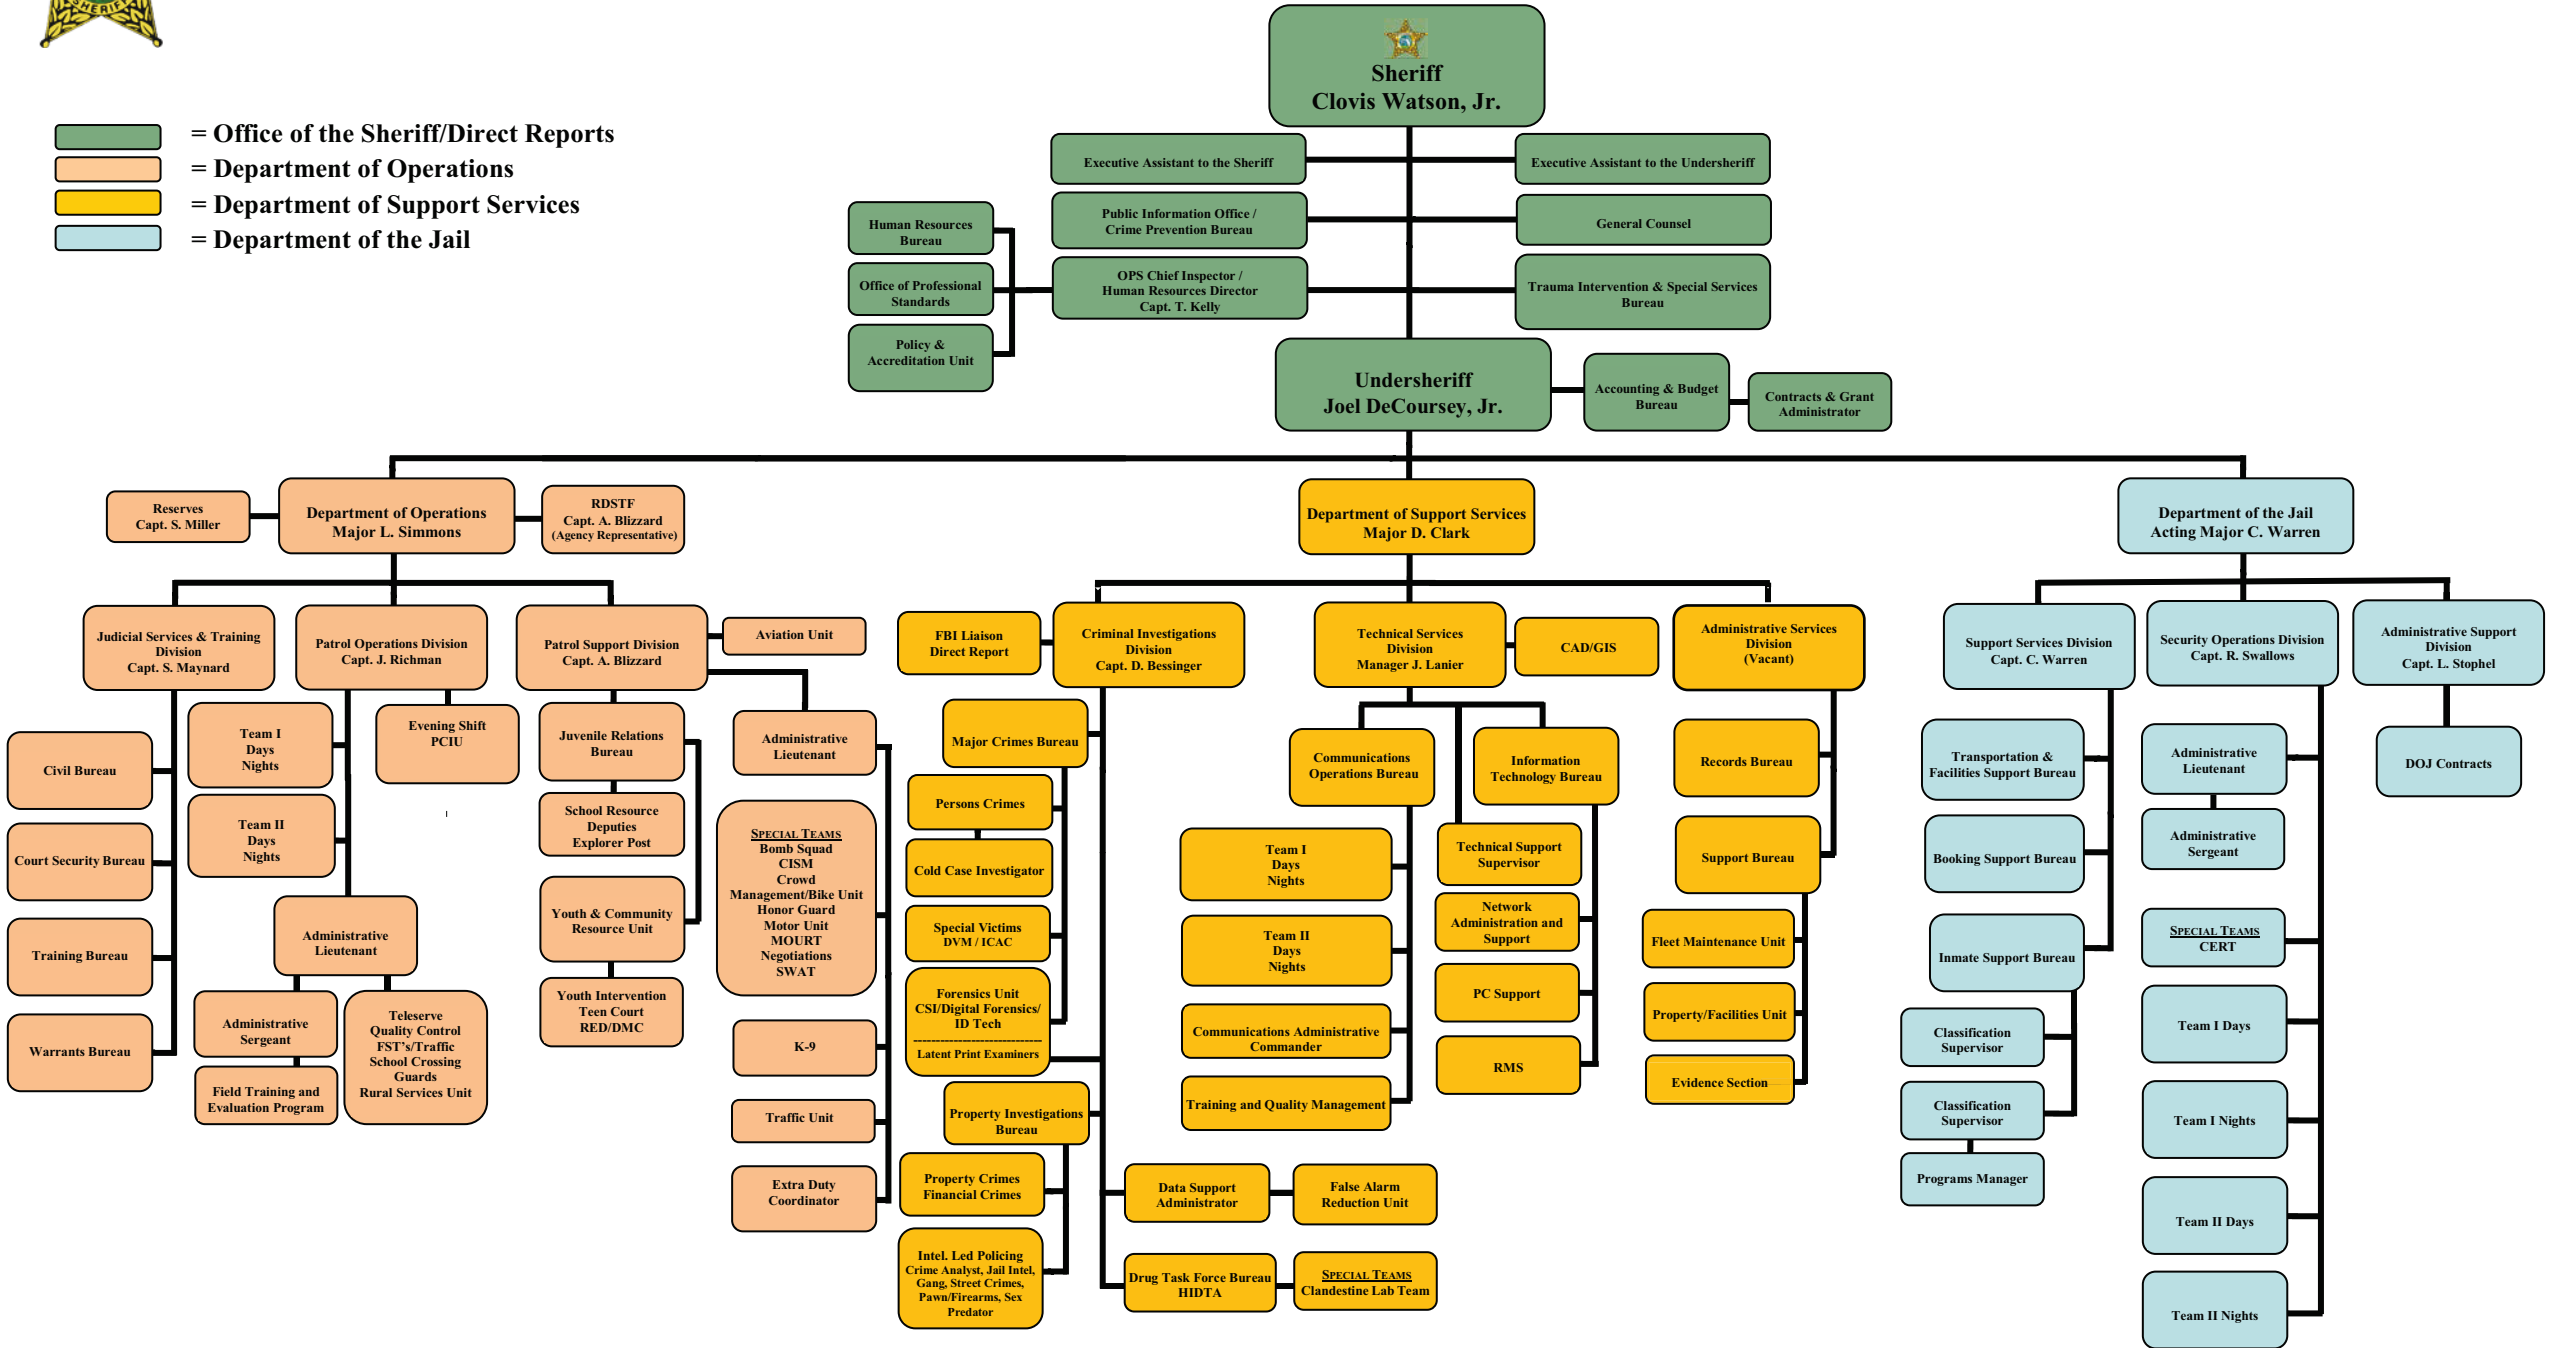 SHERIFF
Sheriff
Clovis Watson, Jr.
= Office of the Sheriff/Direct Reports
= Department of Operations
= Department of Support Services
= Department of the Jail
Executive Assistant to the Sheriff
Executive Assistant to the Undersheriff
Public Information Office /
Crime Prevention Bureau
General Counsel
Human Resources
Bureau
Office of Professional
Standards
Policy &
Accreditation Unit
OPS Chief Inspector /
Human Resources Director
Capt. T. Kelly
Trauma Intervention & Special Services
Bureau
Undersheriff
Joel DeCoursey, Jr.
Accounting & Budget
Bureau
Contracts & Grant
Administrator
Reserves
Capt. S. Miller
Department of Operations
Major L. Simmons
RDSTF
Capt. A. Blizzard
(Agency Representative)
Department of Support Services
Major D. Clark
Department of the Jail
Acting Major C. Warren
Judicial Services & Training
Division
Capt. S. Maynard
Civil Bureau
Court Security Bureau
Training Bureau
Warrants Bureau
Patrol Operations Division
Capt. J. Richman
Team I
Days
Nights
Team II
Days
Nights
Evening Shift
PCIU
Administrative
Lieutenant
Administrative
Sergeant
Field Training and
Evaluation Program
Teleserve
Quality Control
FST's/Traffic
School Crossing
Guards
Rural Services Unit
Patrol Support Division
Capt. A. Blizzard
Aviation Unit
Juvenile Relations
Bureau
School Resource
Deputies
Explorer Post
Youth & Community
Resource Unit
Youth Intervention
Teen Court
RED/DMC
Administrative
Lieutenant
SPECIAL TEAMS
Bomb Squad
CISM
Crowd
Management/Bike Unit
Honor Guard
Motor Unit
MOURT
Negotiations
SWAT
K-9
Traffic Unit
Extra Duty
Coordinator
FBI Liaison
Direct Report
Criminal Investigations
Division
Capt. D. Bessinger
Major Crimes Bureau
Persons Crimes
Cold Case Investigator
Special Victims
DVM / ICAC
Forensics Unit
CSI/Digital Forensics/
ID Tech
-----------------------------
Latent Print Examiners
Property Investigations
Bureau
Property Crimes
Financial Crimes
Intel. Led Policing
Crime Analyst, Jail Intel,
Gang, Street Crimes,
Pawn/Firearms, Sex
Predator
Data Support
Administrator
False Alarm
Reduction Unit
Drug Task Force Bureau
HIDTA
SPECIAL TEAMS
Clandestine Lab Team
Technical Services
Division
Manager J. Lanier
CAD/GIS
Communications
Operations Bureau
Team I
Days
Nights
Team II
Days
Nights
Communications Administrative
Commander
Training and Quality Management
Information
Technology Bureau
Technical Support
Supervisor
Network
Administration and
Support
PC Support
RMS
Administrative Services
Division
(Vacant)
Records Bureau
Support Bureau
Fleet Maintenance Unit
Property/Facilities Unit
Evidence Section
Support Services Division
Capt. C. Warren
Transportation &
Facilities Support Bureau
Booking Support Bureau
Inmate Support Bureau
Classification
Supervisor
Classification
Supervisor
Programs Manager
Security Operations Division
Capt. R. Swallows
Administrative
Lieutenant
Administrative
Sergeant
SPECIAL TEAMS
CERT
Team I Days
Team I Nights
Team II Days
Team II Nights
Administrative Support
Division
Capt. L. Stophel
DOJ Contracts